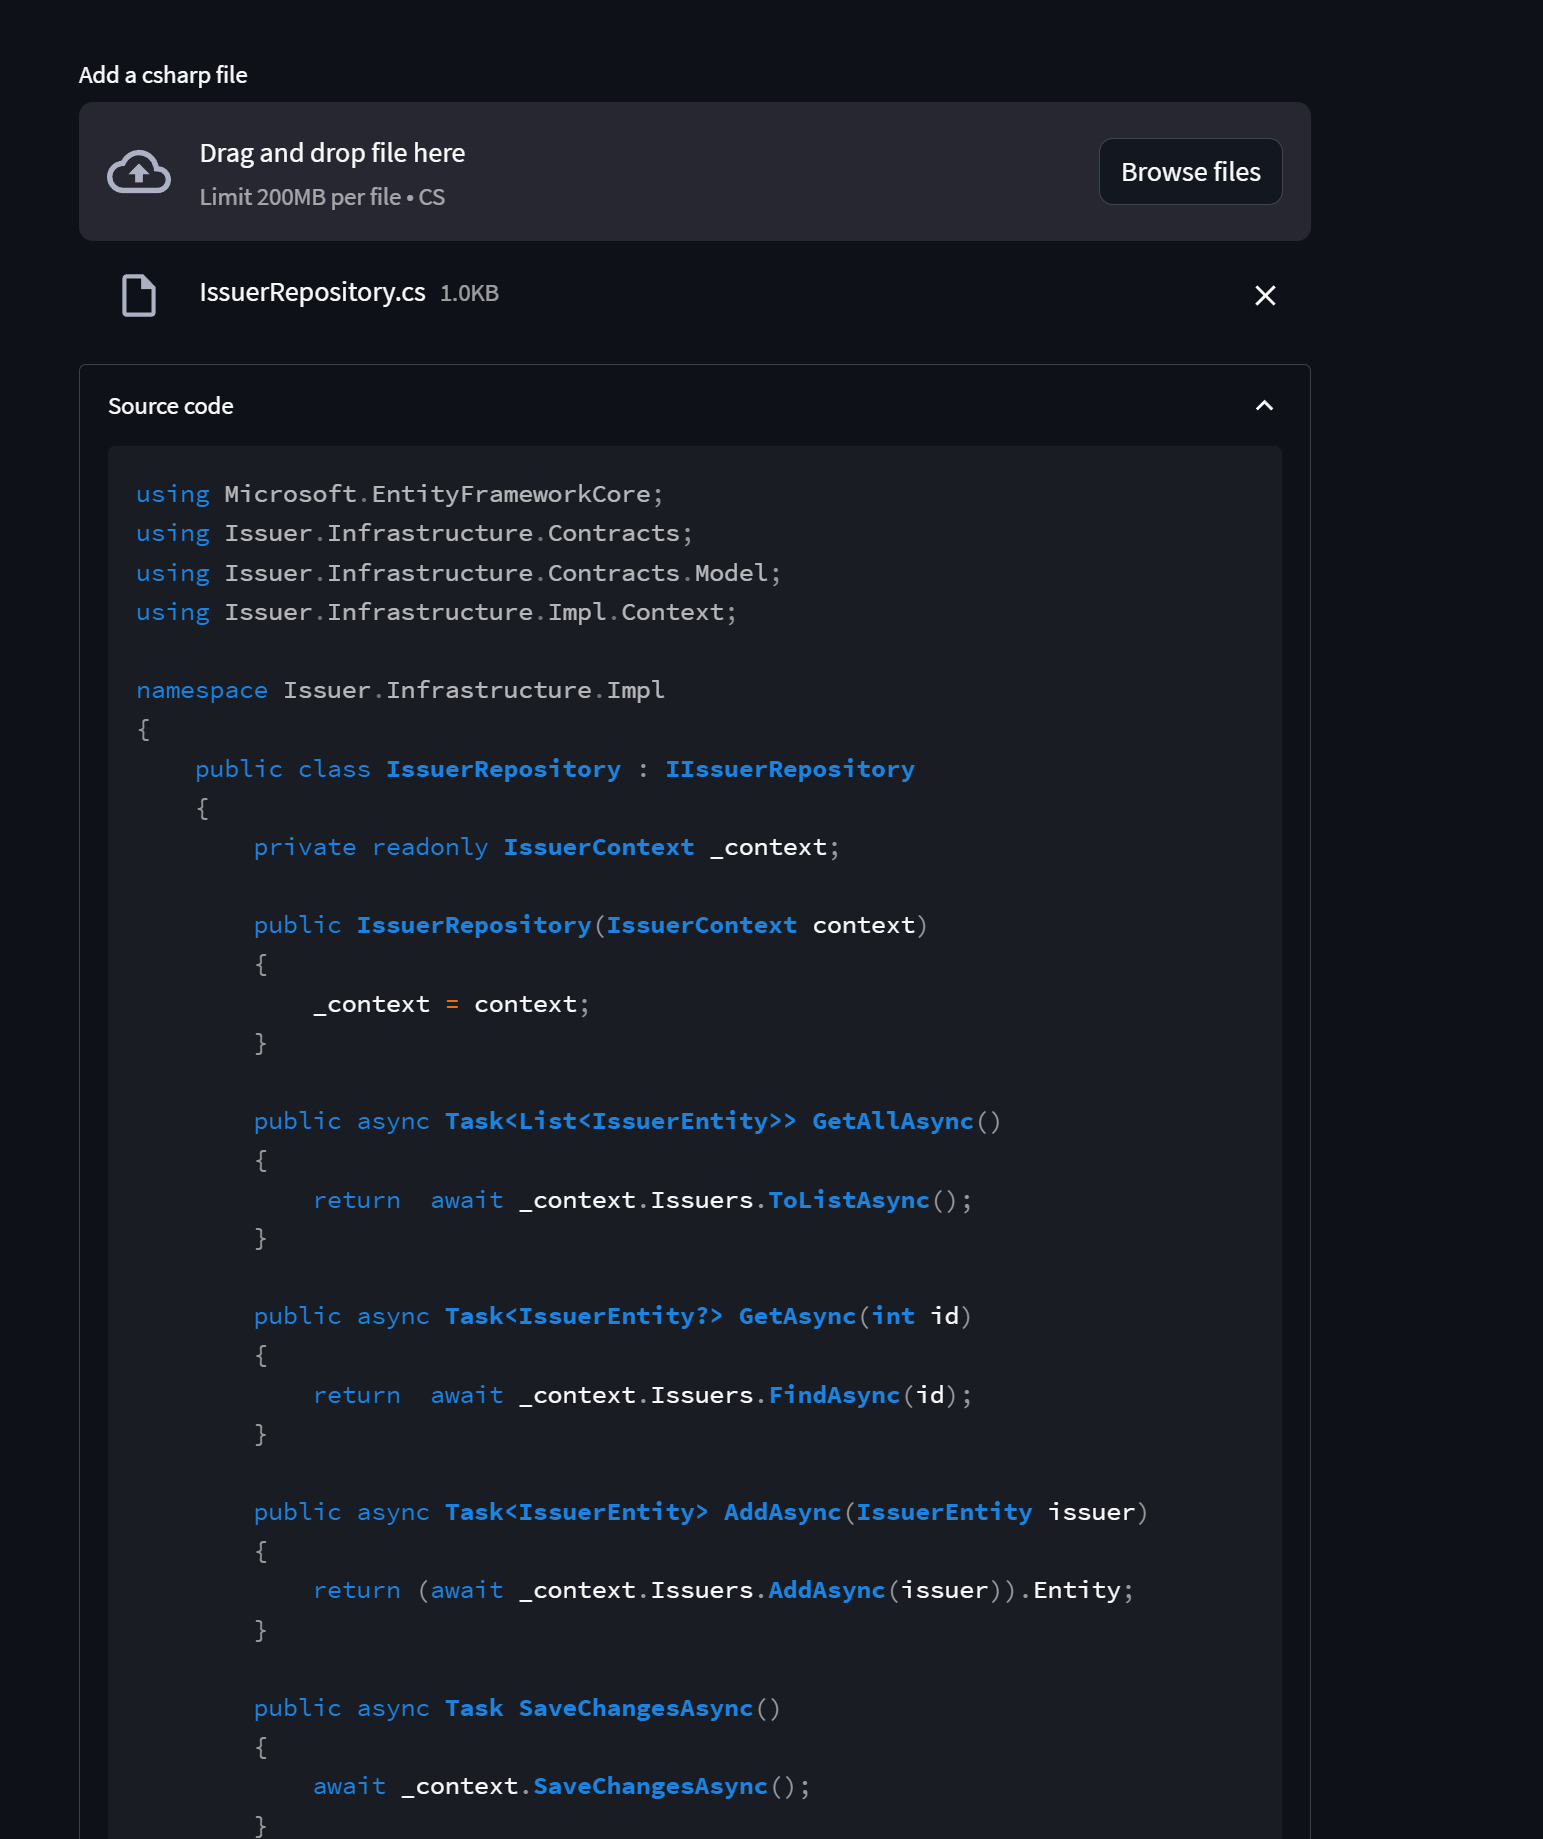 Add a csharp file
Drag and drop file here
Limit 200MB per file • CS
Browse files
IssuerRepository.cs 1.0KB
Source code
using Microsoft.EntityFrameworkCore;
using Issuer.Infrastructure.Contracts;
using Issuer.Infrastructure.Contracts.Model;
using Issuer.Infrastructure.Impl.Context;

namespace Issuer.Infrastructure.Impl
{
    public class IssuerRepository : IIssuerRepository
    {
        private readonly IssuerContext _context;

        public IssuerRepository(IssuerContext context)
        {
            _context = context;
        }

        public async Task<List<IssuerEntity>> GetAllAsync()
        {
            return  await _context.Issuers.ToListAsync();
        }

        public async Task<IssuerEntity?> GetAsync(int id)
        {
            return  await _context.Issuers.FindAsync(id);
        }

        public async Task<IssuerEntity> AddAsync(IssuerEntity issuer)
        {
            return (await _context.Issuers.AddAsync(issuer)).Entity;
        }

        public async Task SaveChangesAsync()
        {
            await _context.SaveChangesAsync();
        }